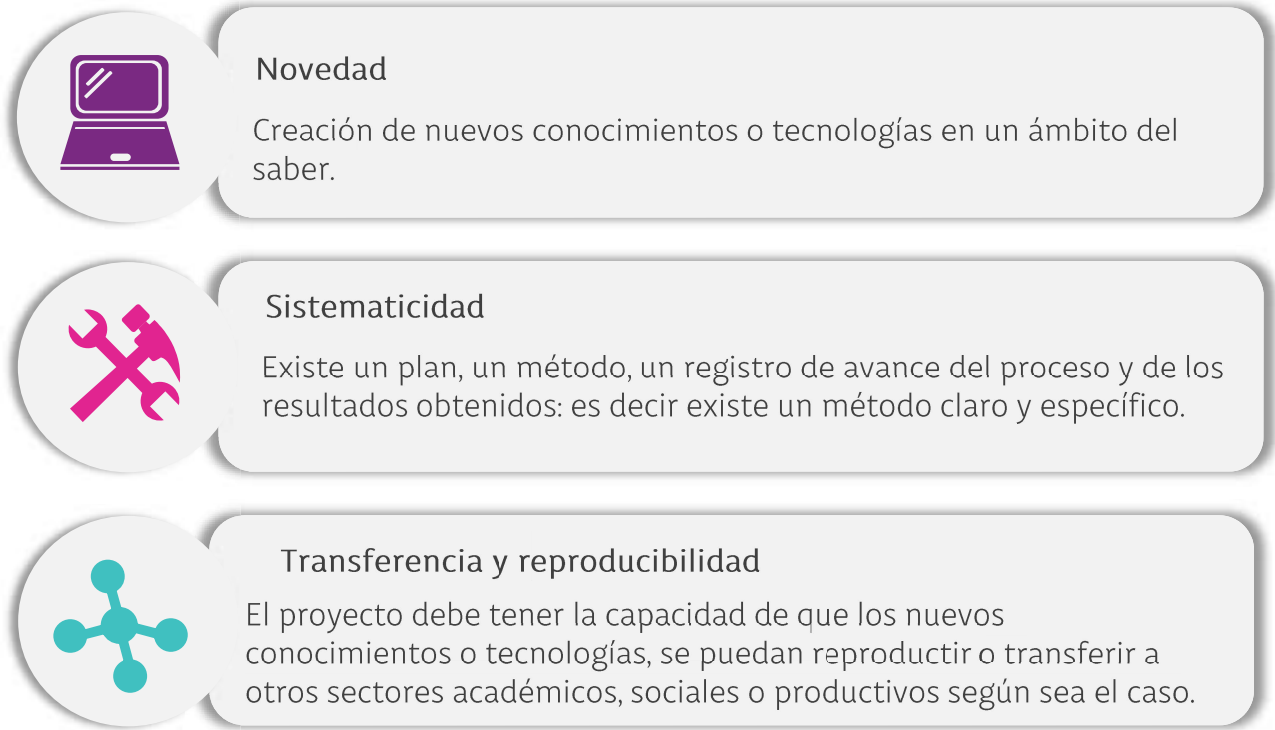 Novedad
Creación de nuevos conocimientos o tecnologías en un ámbito del
saber.
Sistematicidad
Existe un plan, un método, un registro de avance del proceso y de los
resultados obtenidos: es decir existe un método claro y específico.
Transferencia y reproducibilidad
El proyecto debe tener la capacidad de que los nuevos
conocimientos o tecnologías, se puedan reproductir o transferir a
otros sectores académicos, sociales o productivos según sea el caso.